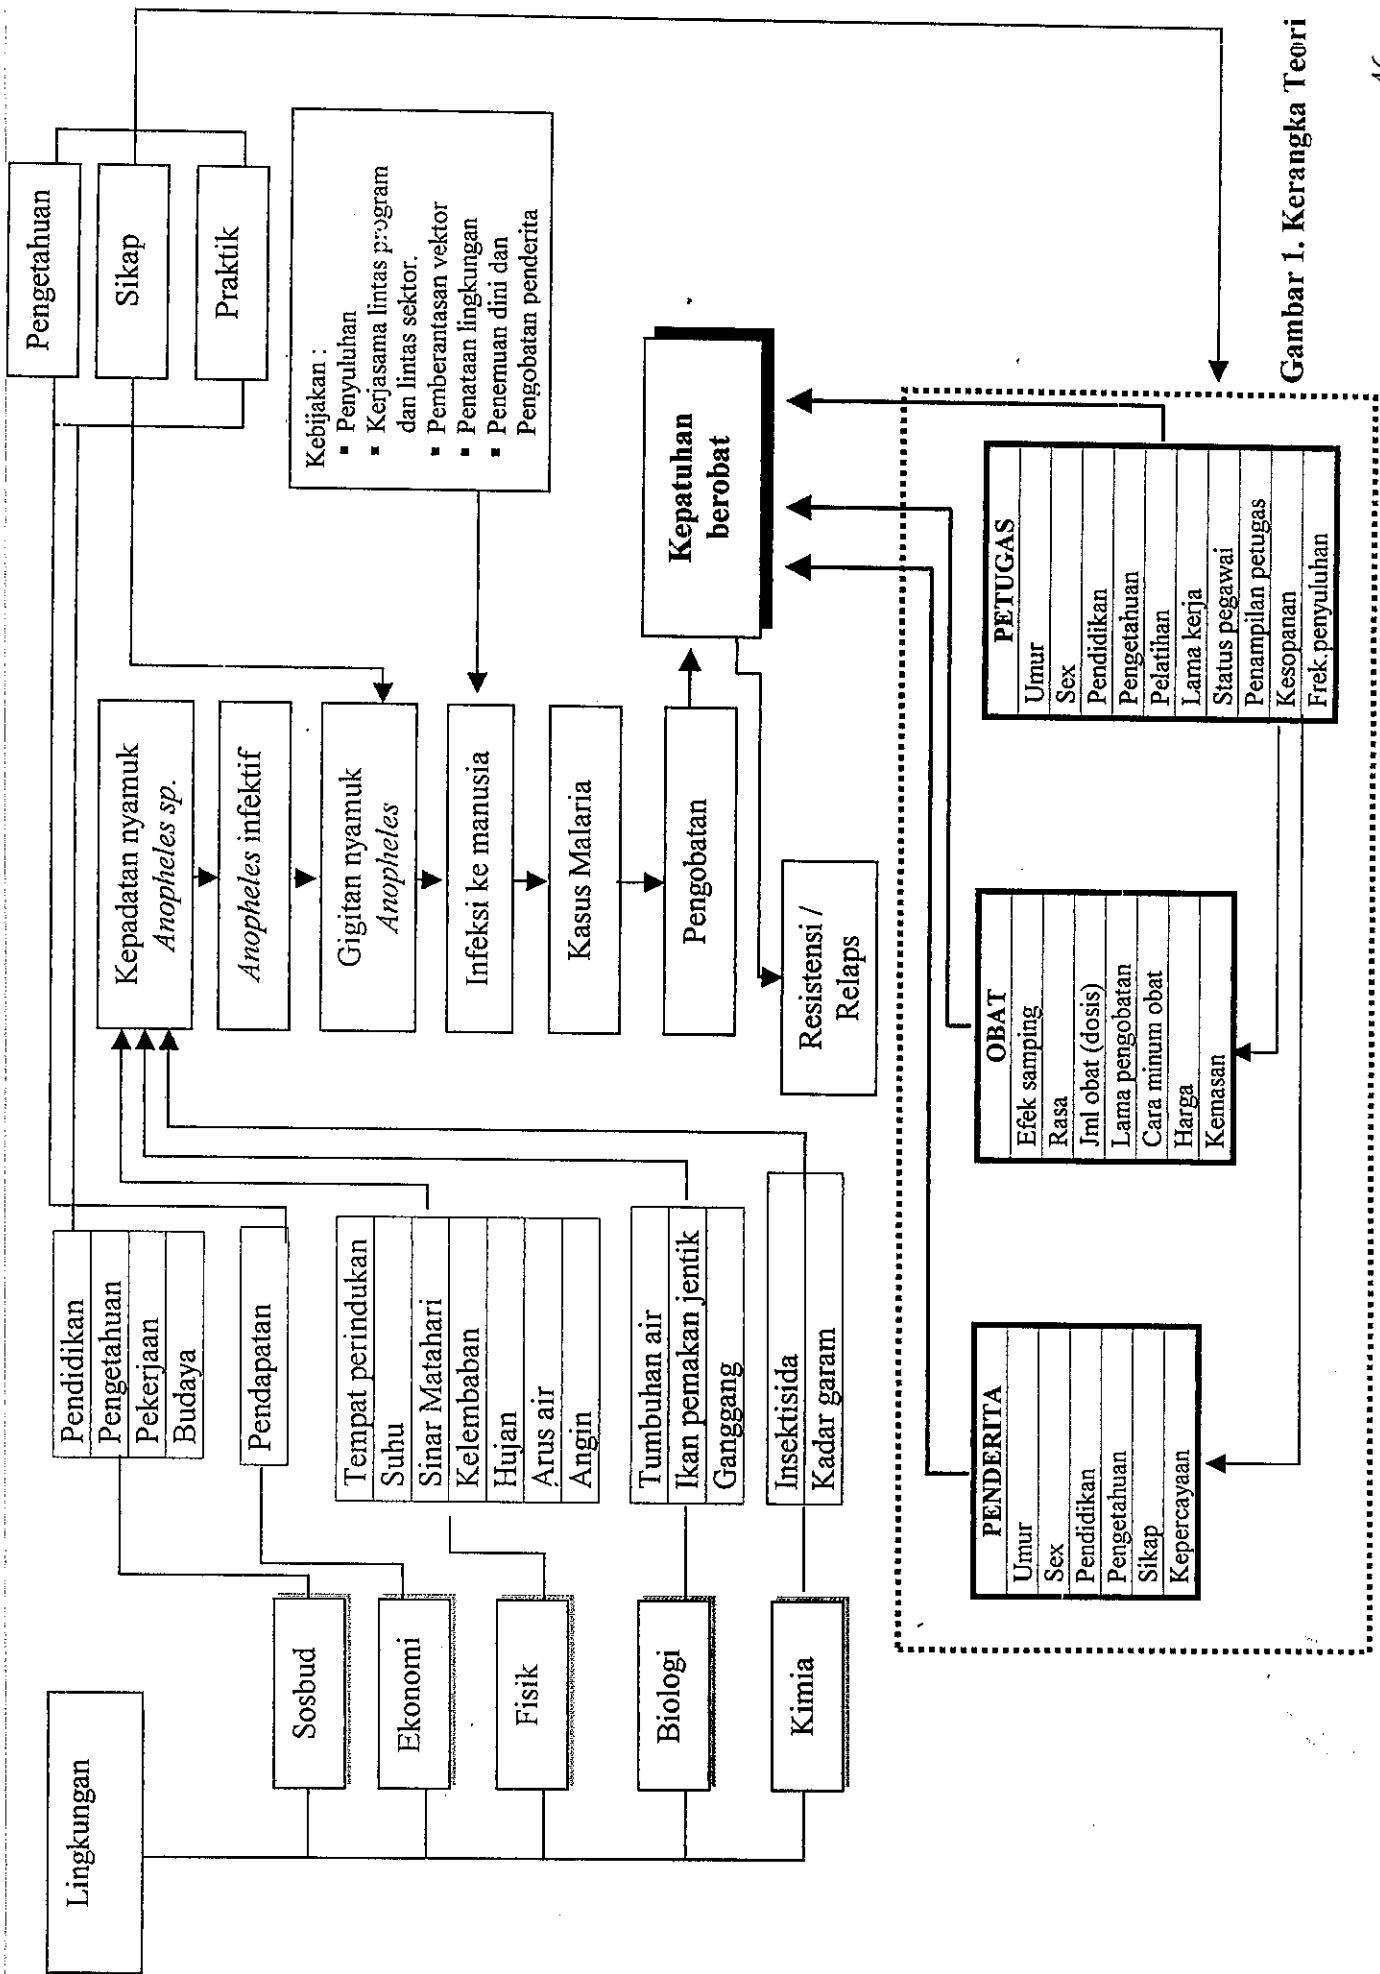 Lingkungan
Sosbud
Ekonomi
Fisik
Biologi
Kimia
Pendidikan
Pengetahuan
Pekerjaan
Budaya
Pendapatan
Tempat perindukan
Suhu
Sinar Matahari
Kelembaban
Hujan
Arus air
Angin
Tumbuhan air
Ikan pemakan jentik
Ganggang
Insektisida
Kadar garam
Kepadatan nyamuk
Anopheles sp.
Anopheles infektif
Gigitan nyamuk
Anopheles
Infeksi ke manusia
Kasus Malaria
Pengobatan
Resistensi /
Relaps
Pengetahuan
Sikap
Praktik
Kebijakan :
▪ Penyuluhan
▪ Kerjasama lintas program
dan lintas sektor.
▪ Pemberantasan vektor
▪ Penataan lingkungan
▪ Penemuan dini dan
Pengobatan penderita
Kepatuhan
berobat
PENDERITA
Umur
Sex
Pendidikan
Pengetahuan
Sikap
Kepercayaan
OBAT
Efek samping
Rasa
Jml obat (dosis)
Lama pengobatan
Cara minum obat
Harga
Kemasan
PETUGAS
Umur
Sex
Pendidikan
Pengetahuan
Pelatihan
Lama kerja
Status pegawai
Penampilan petugas
Kesopanan
Frek.penyuluhan
Gambar 1. Kerangka Teori